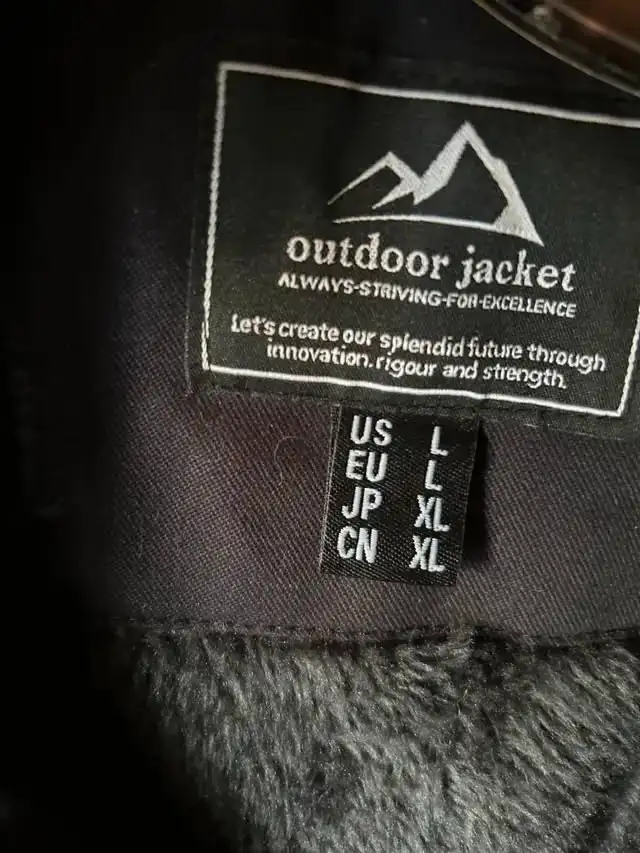 outdoor jacket
ALWAYS-STRIVING-FOR-EXCELLENCE
Let's create our splendid future through
innovation.rigour and strength.
US L
EU L
JP XL
CN XL